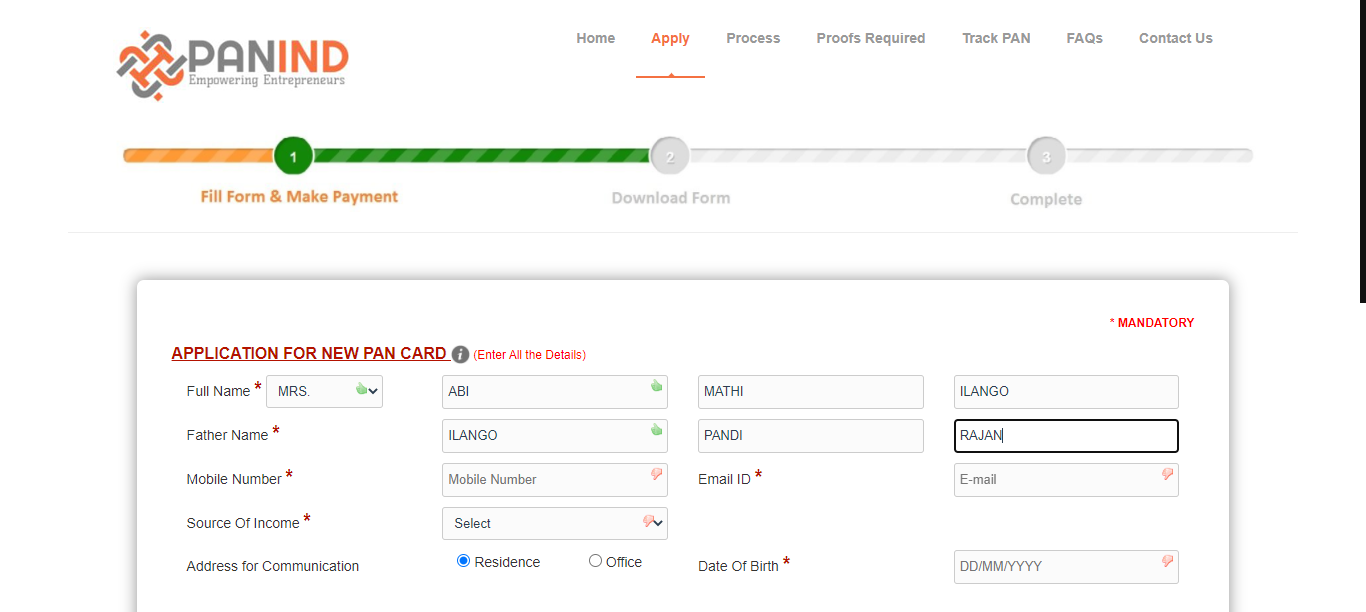 PANIND
Empowering Entrepreneurs
Home Apply Process Proofs Required Track PAN FAQs Contact Us
1 2 3
Fill Form & Make Payment Download Form Complete
* MANDATORY
APPLICATION FOR NEW PAN CARD i (Enter All the Details)
Full Name * MRS. ABI MATHI ILANGO
Father Name * ILANGO PANDI RAJAN
Mobile Number * Mobile Number Email ID * E-mail
Source Of Income * Select
Address for Communication Residence Office Date Of Birth * DD/MM/YYYY